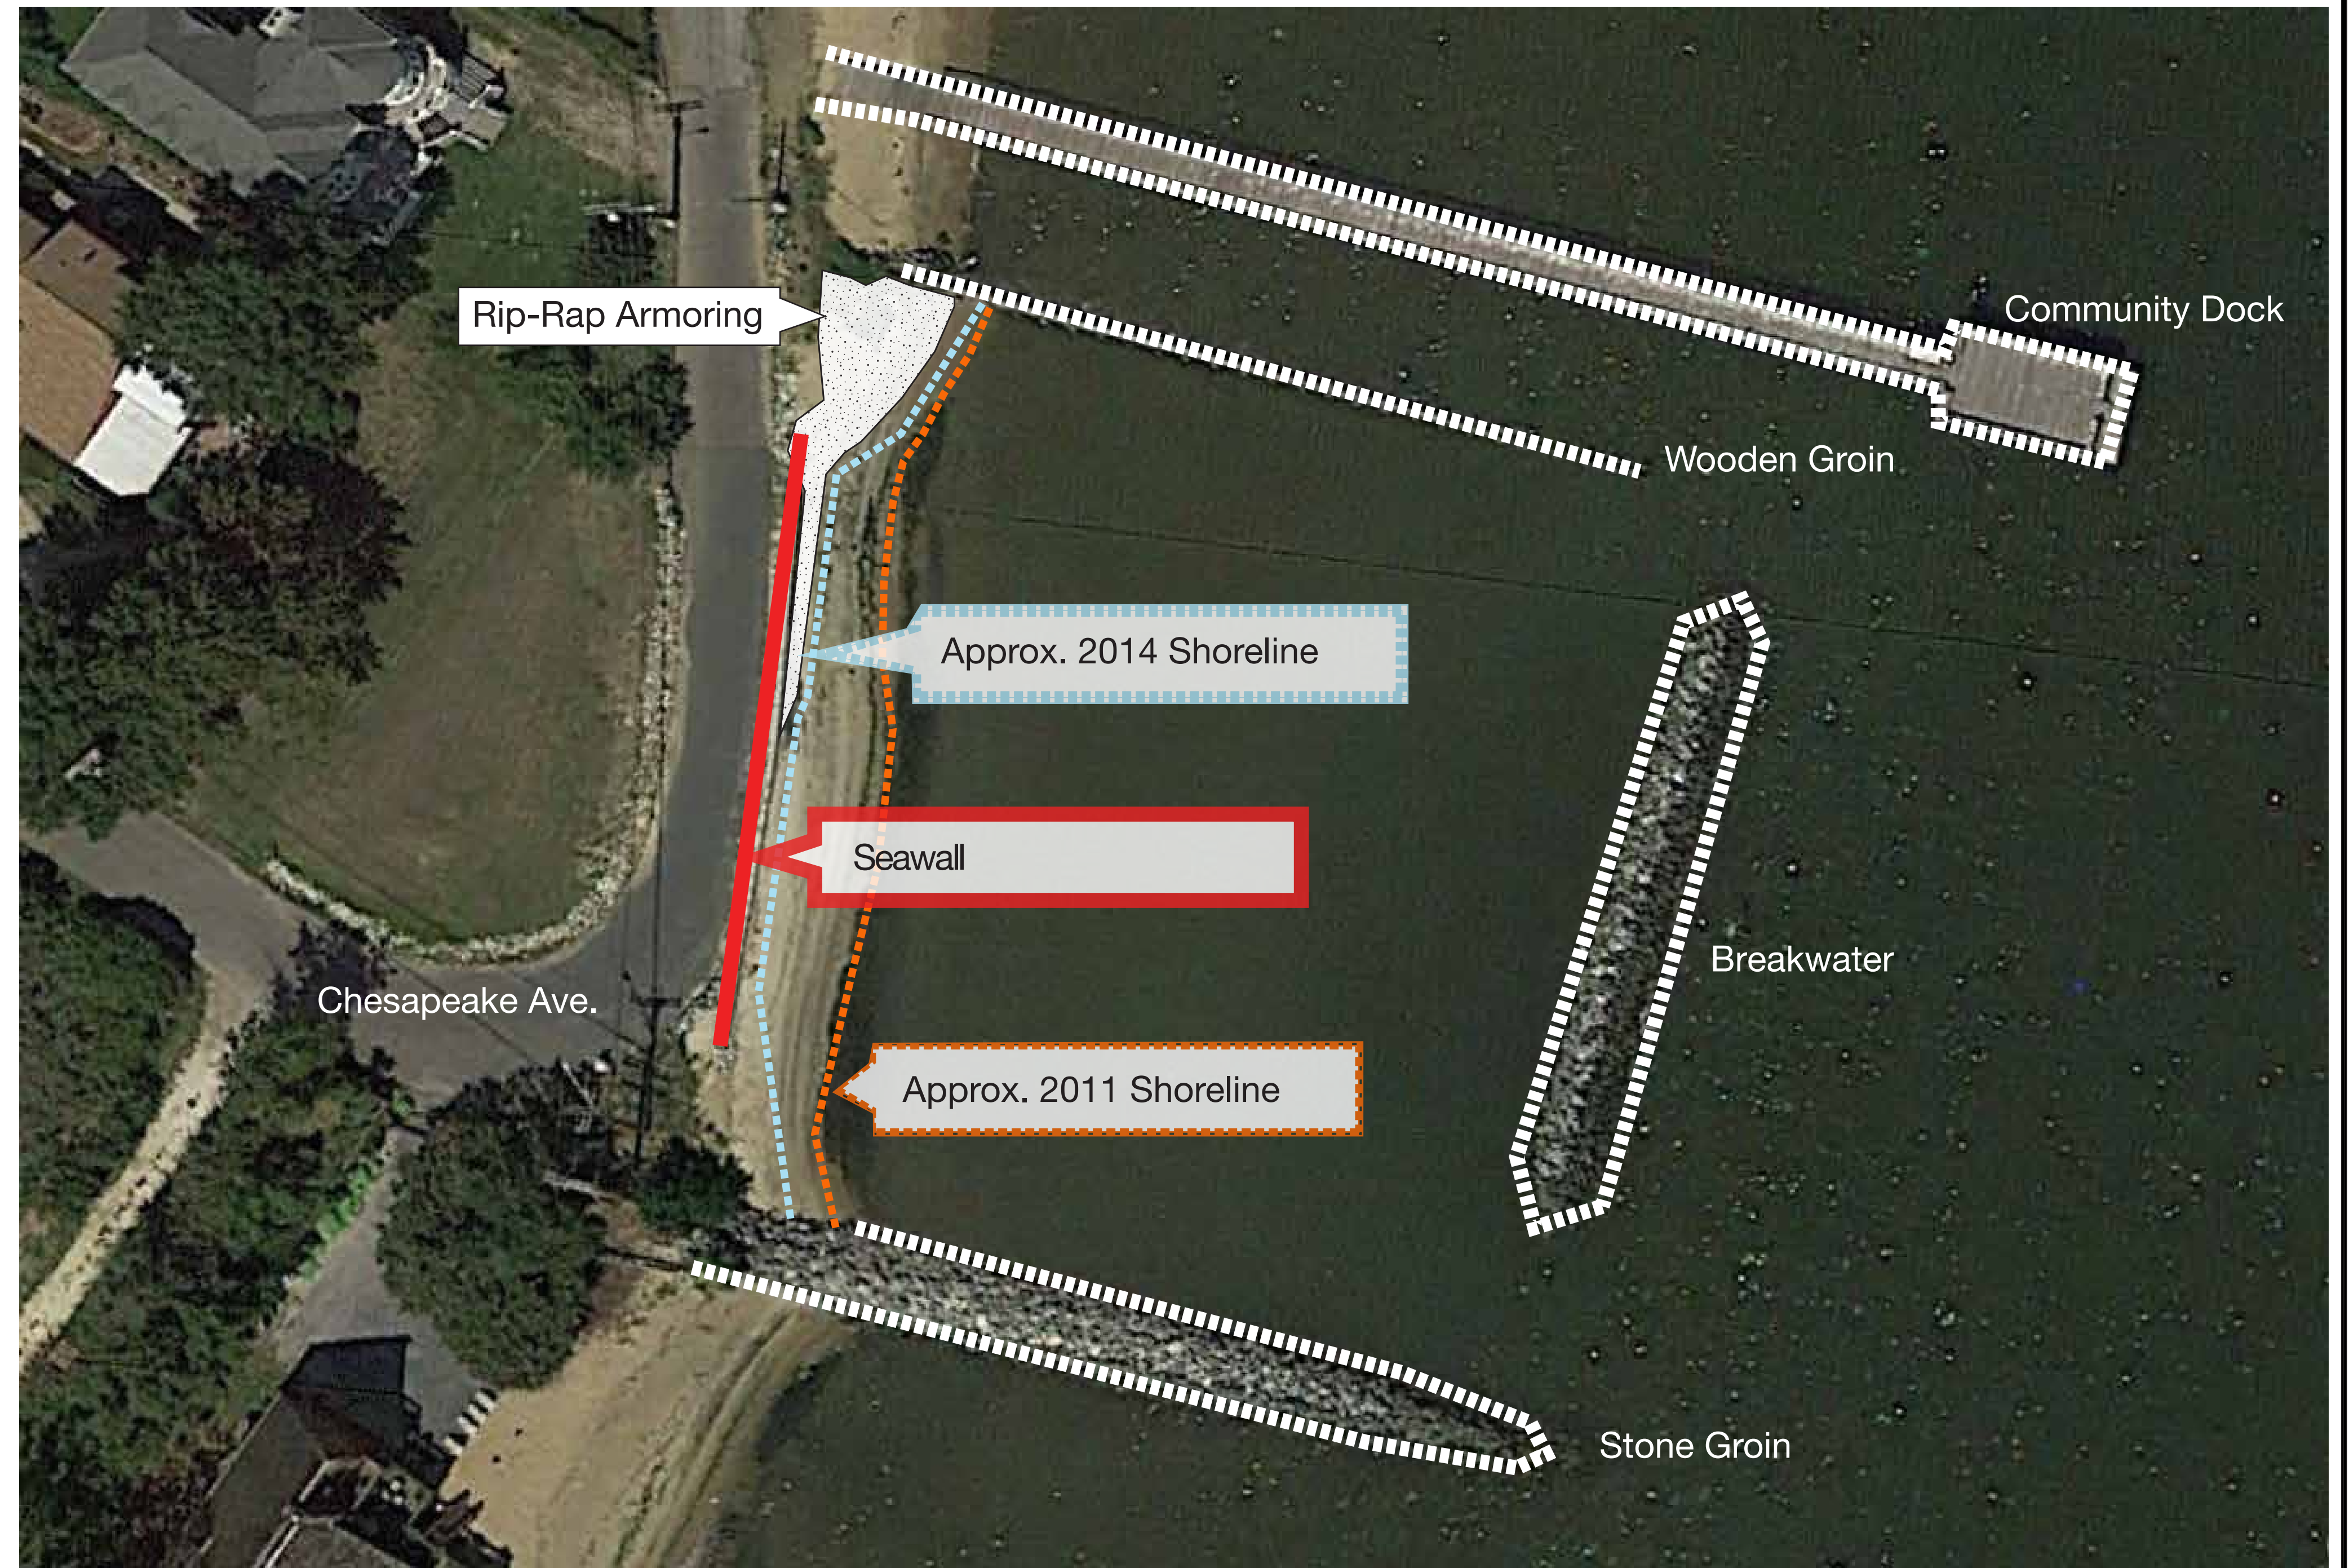 Community Dock
Rip-Rap Armoring
Wooden Groin
Approx. 2014 Shoreline
Seawall
Breakwater
Chesapeake Ave.
Approx. 2011 Shoreline
Stone Groin